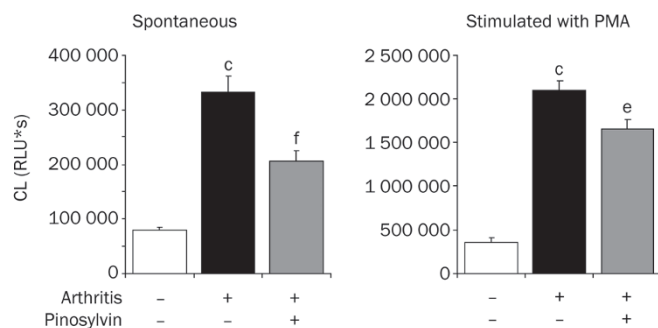 Spontaneous
Stimulated with PMA
CL (RLU*s)
400 000
300 000
200 000
100 000
0
c
f
2 500 000
2 000 000
1 500 000
1 000 000
500 000
0
c
e
Arthritis – + + – + +
Pinosylvin – – + – – +